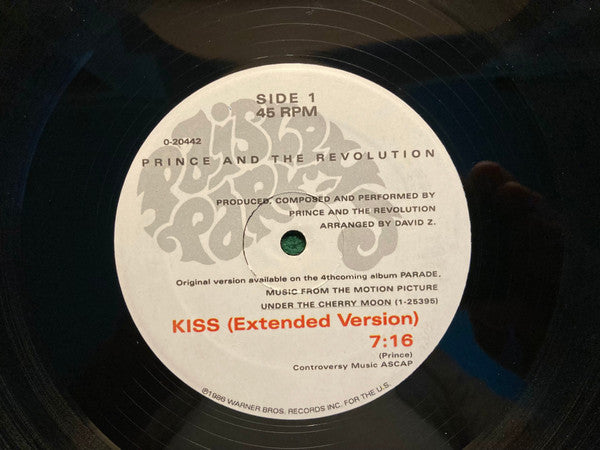 SIDE 1
45 RPM
0-20442
PAISLEY
PARK
PRINCE AND THE REVOLUTION
PRODUCED, COMPOSED AND PERFORMED BY
PRINCE AND THE REVOLUTION
ARRANGED BY DAVID Z.
Original version available on the 4thcoming album PARADE,
MUSIC FROM THE MOTION PICTURE
UNDER THE CHERRY MOON (1-25395)
KISS (Extended Version)
7:16
(Prince)
Controversy Music ASCAP
℗1986 WARNER BROS. RECORDS INC. FOR THE U.S.